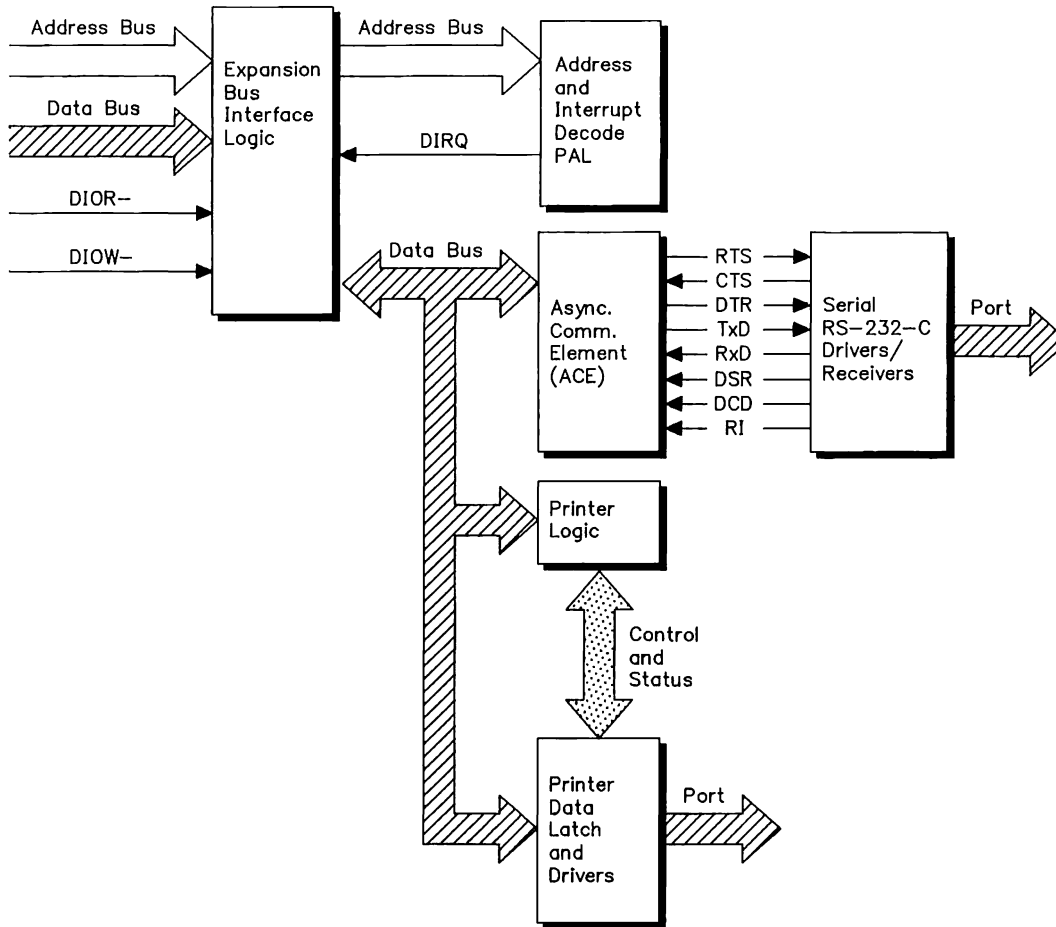 Address Bus
Data Bus
DIOR-
DIOW-
Expansion
Bus
Interface
Logic
Address Bus
DIRQ
Address
and
Interrupt
Decode
PAL
Data Bus
Async.
Comm.
Element
(ACE)
RTS
CTS
DTR
TxD
RxD
DSR
DCD
RI
Serial
RS-232-C
Drivers/
Receivers
Port
Printer
Logic
Control
and
Status
Printer
Data
Latch
and
Drivers
Port